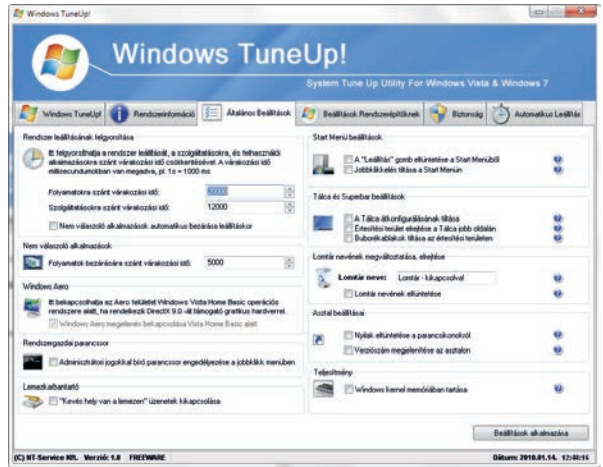 Windows TuneUp!
Windows TuneUp!
System Tune Up Utility For Windows Vista & Windows 7
Windows TuneUp!
Rendszerinformáció
Általános Beállítások
Beállítások Rendszerépítőknek
Biztonság
Automatikus Leállítás
Rendszer leállításának felgyorsítása
Itt felgyorsíthatja a rendszer leállítását, a szolgáltatásokra, és felhasználói
alkalmazásokra szánt várakozási idő csökkentésével. A várakozási idő
millisecundumokban van megadva, pl. 1s = 1000
ms
Folyamatokra szánt várakozási idő: 20000
Szolgáltatásokra szánt várakozási idő: 12000
Nem válaszoló alkalmazások automatikus bezárása leállításkor
Nem válaszoló alkalmazások
Folyamatok bezárására szánt várakozási idő: 5000
Windows Aero
Itt bekapcsolhatja az Aero felületet Windows Vista Home Basic operációs
rendszere alatt, ha rendelkezik DirectX 9.0 -át támogató grafikus hardverrel.
Windows Aero megjelenés bekapcsolása Vista Home Basic alatt
Rendszergazdai parancssor
Adminisztrátori jogokkal bíró parancssor engedélyezése a jobbklikk menüben
Lemezkarbantartó
"Kevés hely van a lemezen" üzenetek kikapcsolása
Start Menü beállítások
A "Leállítás" gomb eltüntetése a Start Menüből
Jobbklikkelés tiltása a Start Menün
Tálca és Superbar beállítások
A Tálca átkonfigurálásának tiltása
Értesítési terület elrejtése a Tálca jobb oldalán
Buborékablakok tiltása az értesítési területen
Lomtár nevének megváltoztatása, elrejtése
Lomtár neve: Lomtár - kikapcsolva!
Lomtár nevének eltüntetése
Asztal beállításai
Nyilak eltüntetése a parancsikonokról
Verziószám megjelenítése az asztalon
Teljesítmény
Windows kernel memóriában tartása
Beállítások alkalmazása
(C) NT-Service Kft. Verzió: 1.0 FREEWARE
Dátum: 2010.01.14. 12:48:16